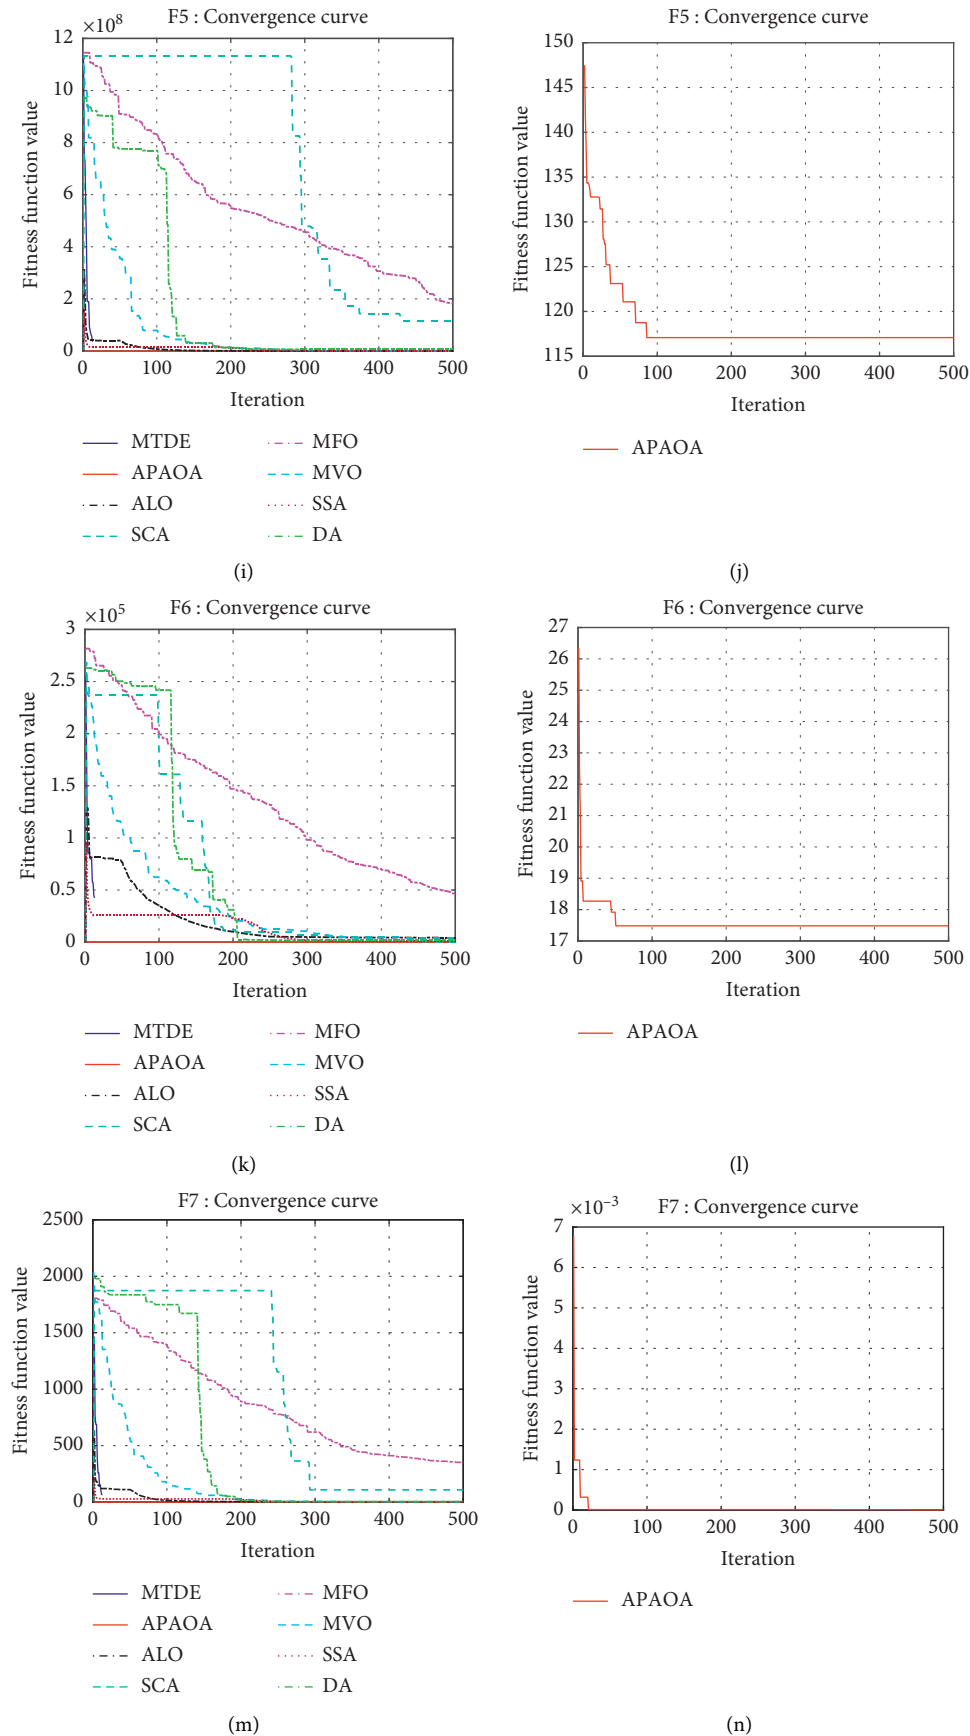 F5 : Convergence curve
×10⁸
12
10
8
6
4
2
0
Fitness function value
0 100 200 300 400 500
Iteration
MTDE
APAOA
ALO
SCA
MFO
MVO
SSA
DA
(i)
F5 : Convergence curve
150
145
140
135
130
125
120
115
Fitness function value
0 100 200 300 400 500
Iteration
APAOA
(j)
F6 : Convergence curve
×10⁵
3
2.5
2
1.5
1
0.5
0
Fitness function value
0 100 200 300 400 500
Iteration
MTDE
APAOA
ALO
SCA
MFO
MVO
SSA
DA
(k)
F6 : Convergence curve
27
26
25
24
23
22
21
20
19
18
17
Fitness function value
0 100 200 300 400 500
Iteration
APAOA
(l)
F7 : Convergence curve
2500
2000
1500
1000
500
0
Fitness function value
0 100 200 300 400 500
Iteration
MTDE
APAOA
ALO
SCA
MFO
MVO
SSA
DA
(m)
×10⁻³
F7 : Convergence curve
7
6
5
4
3
2
1
0
Fitness function value
0 100 200 300 400 500
Iteration
APAOA
(n)